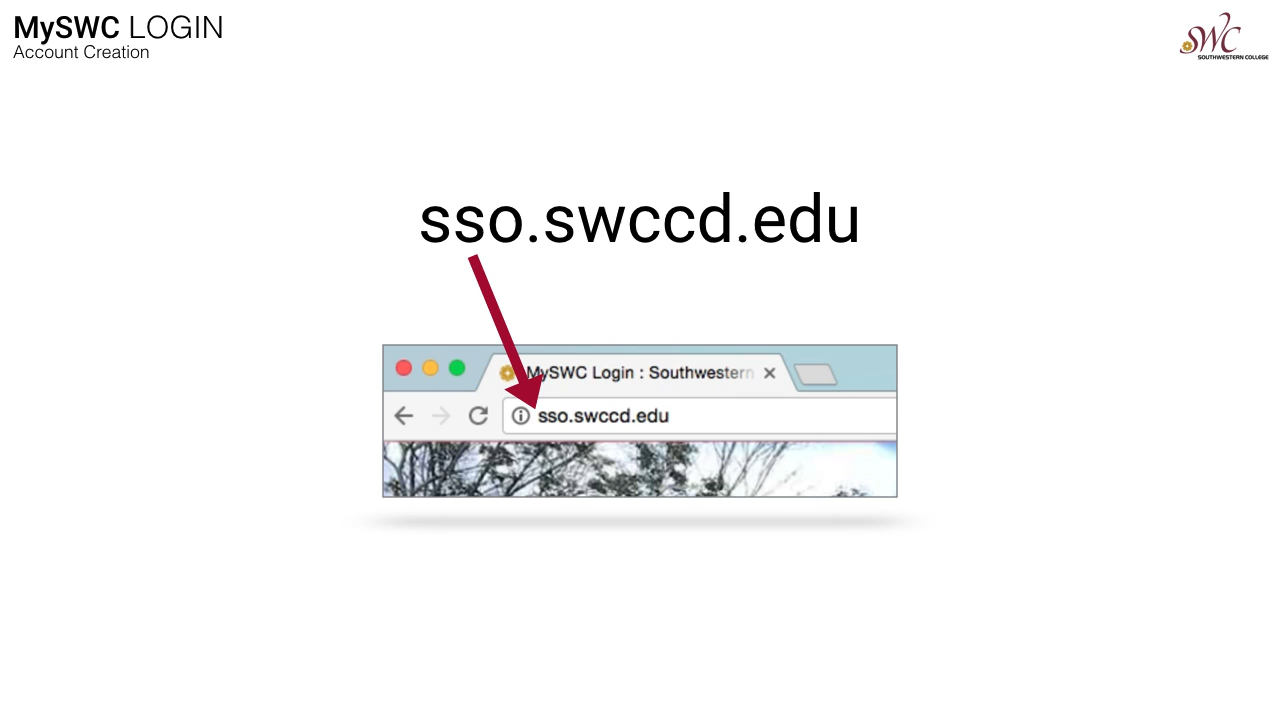 MySWC LOGIN
Account Creation
SWC
SOUTHWESTERN COLLEGE
sso.swccd.edu
MySWC Login : Southwestern
sso.swccd.edu